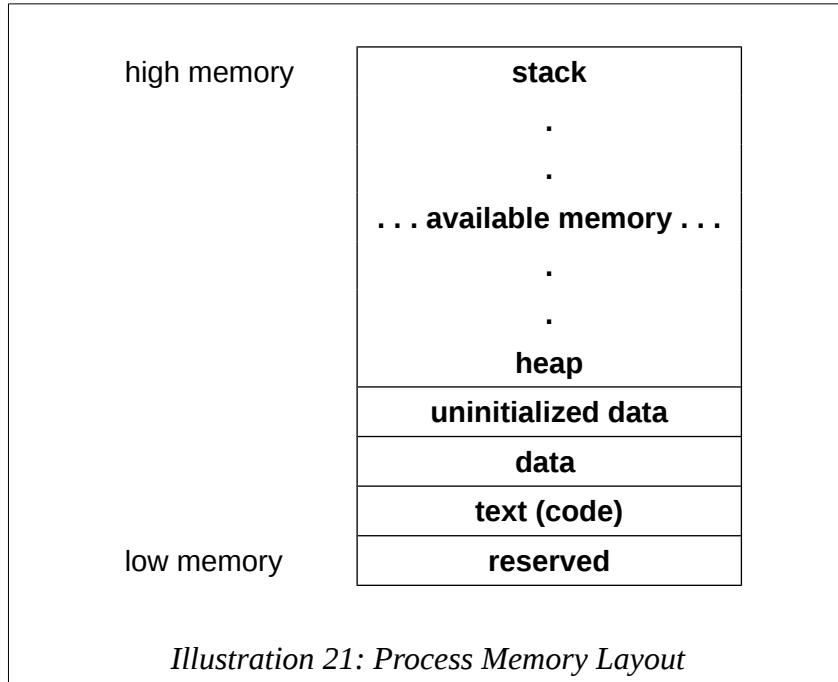 high memory stack
.
.
. . . available memory . . .
.
.
heap
uninitialized data
data
text (code)
low memory reserved
Illustration 21: Process Memory Layout